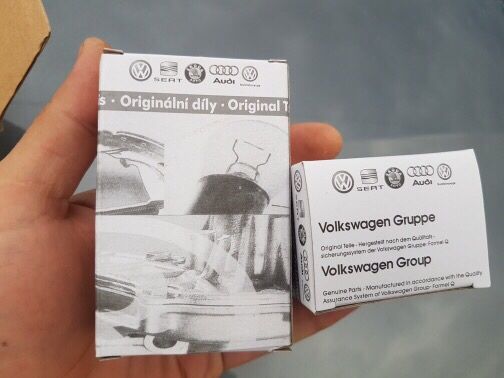 SEAT
Audi
s · Originální díly · Original T
SEAT
Audi
Volkswagen Gruppe
Original Teile · Hergestellt nach dem Qualitäts-
sicherungssystem der Volkswagen Gruppe· Formel Q
Volkswagen Group
Genuine Parts · Manufactured in accordance with the Quality
Assurance System of Volkswagen Group· Formel Q